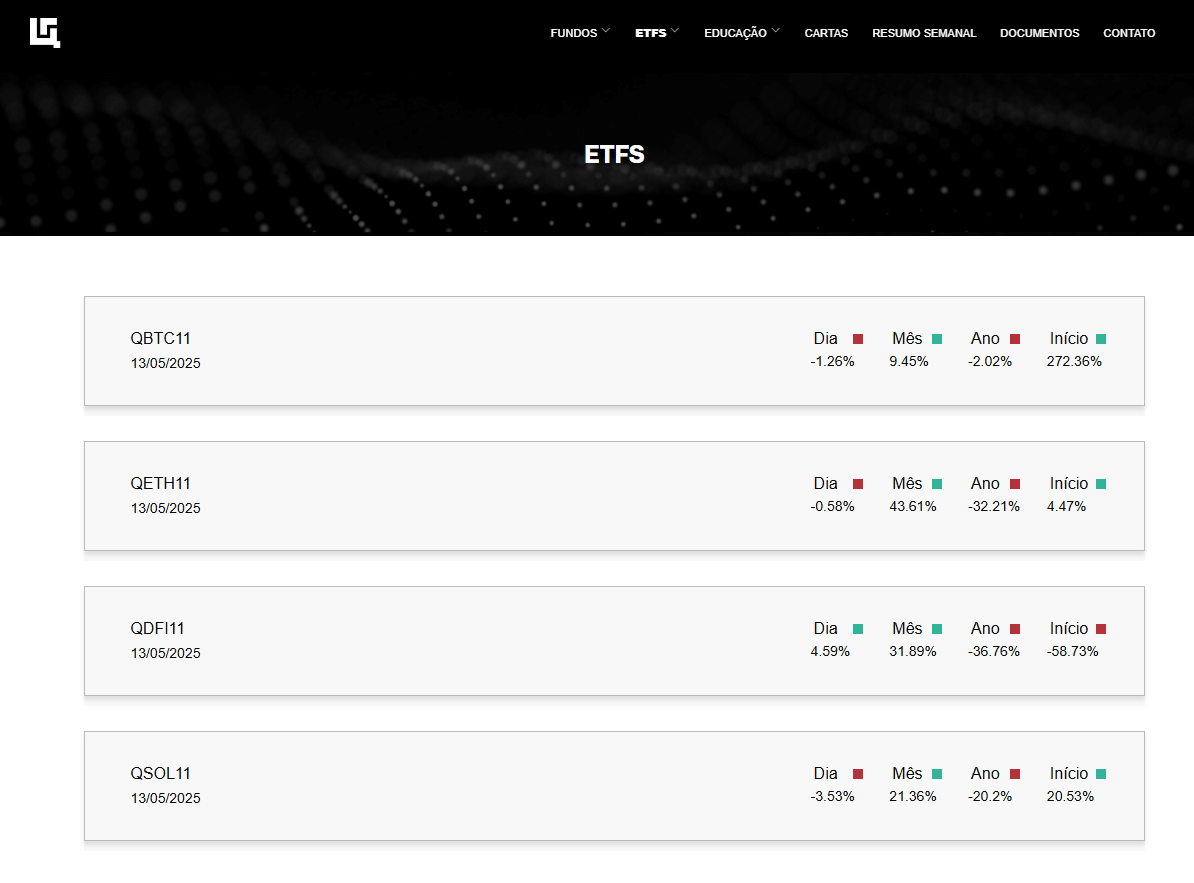 FUNDOS ETFS EDUCAÇÃO CARTAS RESUMO SEMANAL DOCUMENTOS CONTATO
ETFS
QBTC11 Dia Mês Ano Início
13/05/2025 -1.26% 9.45% -2.02% 272.36%
QETH11 Dia Mês Ano Início
13/05/2025 -0.58% 43.61% -32.21% 4.47%
QDFI11 Dia Mês Ano Início
13/05/2025 4.59% 31.89% -36.76% -58.73%
QSOL11 Dia Mês Ano Início
13/05/2025 -3.53% 21.36% -20.2% 20.53%